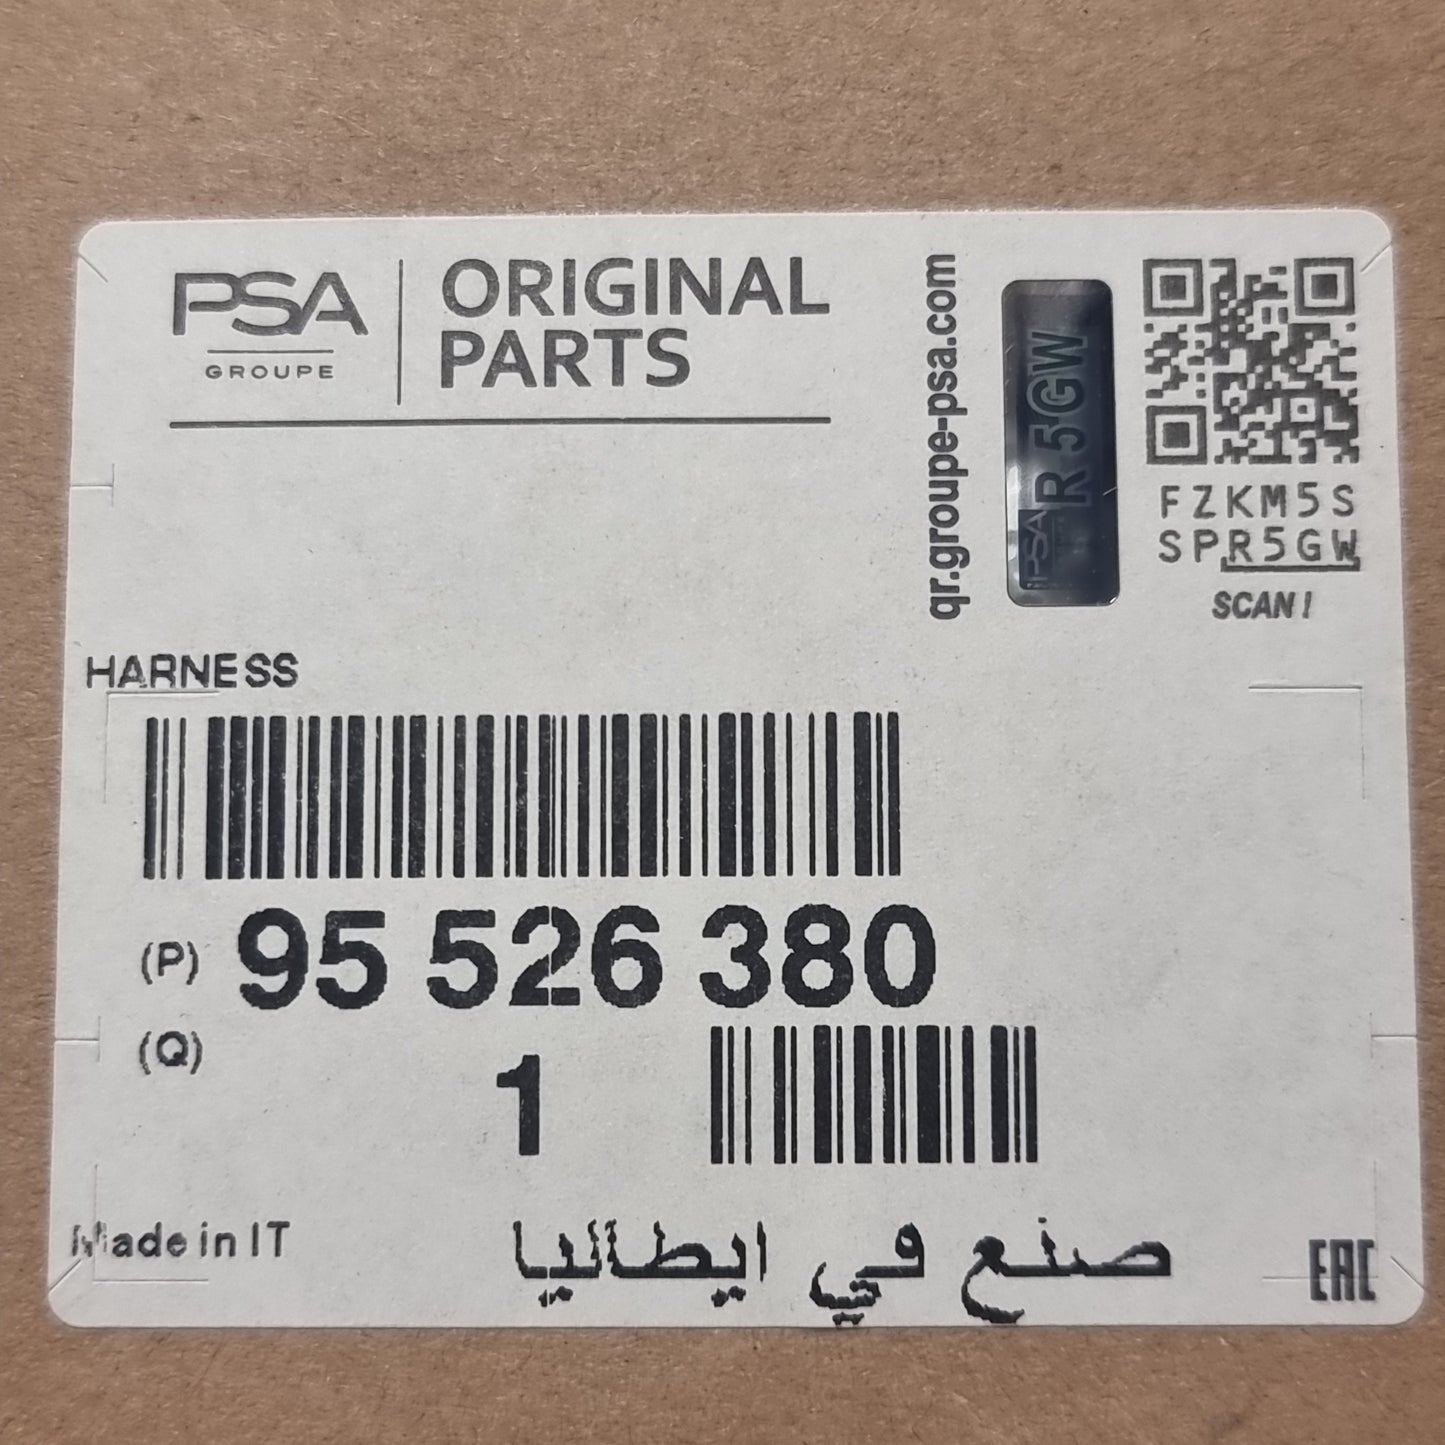 PSA
GROUPE
ORIGINAL
PARTS
qr.groupe-psa.com
PSA R 5GW
FZKM5S
SPR5GW
SCAN!
HARNESS
(P) 95 526 380
(Q) 1
Made in IT
صنع في ايطاليا
EAC